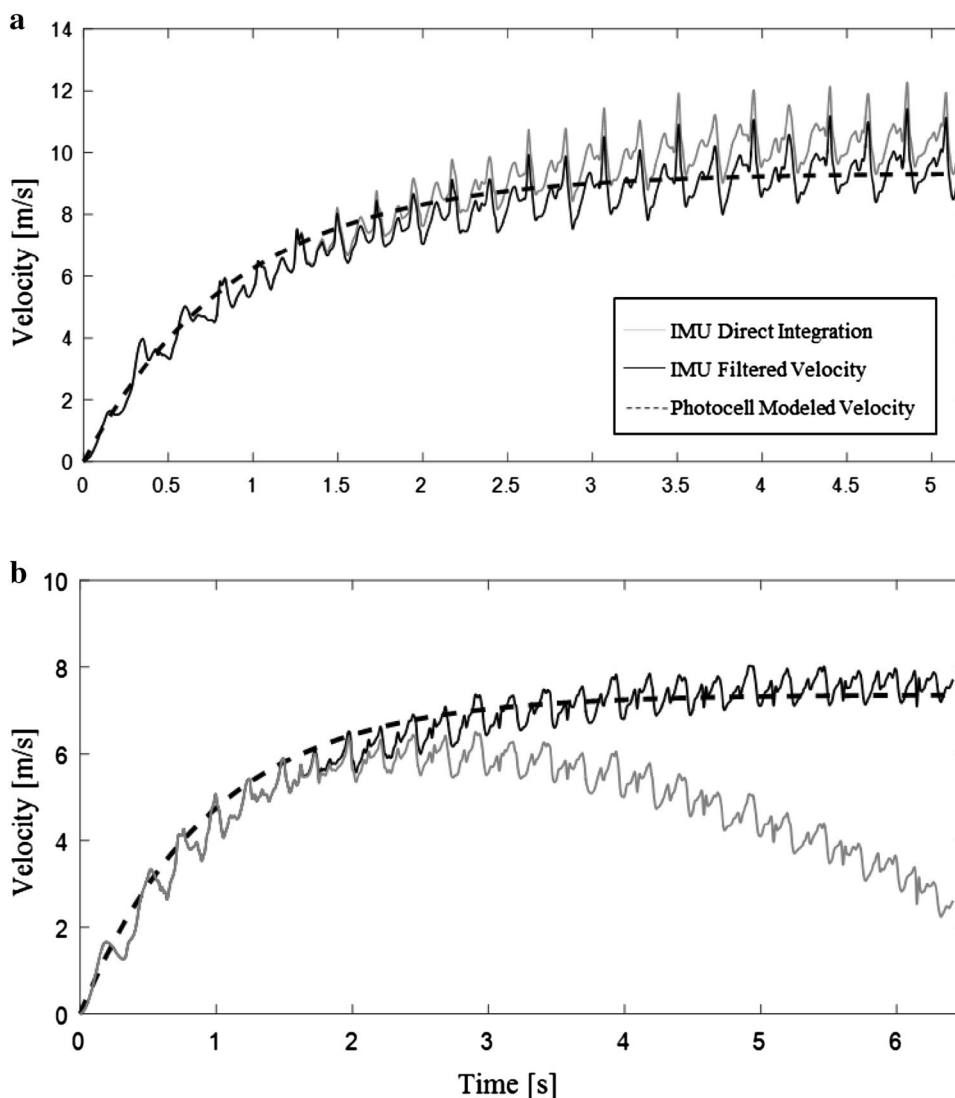 a
14
12
10
8
6
4
2
0
Velocity [m/s]
IMU Direct Integration
IMU Filtered Velocity
Photocell Modeled Velocity
0 0.5 1 1.5 2 2.5 3 3.5 4 4.5 5
b
10
8
6
4
2
0
Velocity [m/s]
0 1 2 3 4 5 6
Time [s]